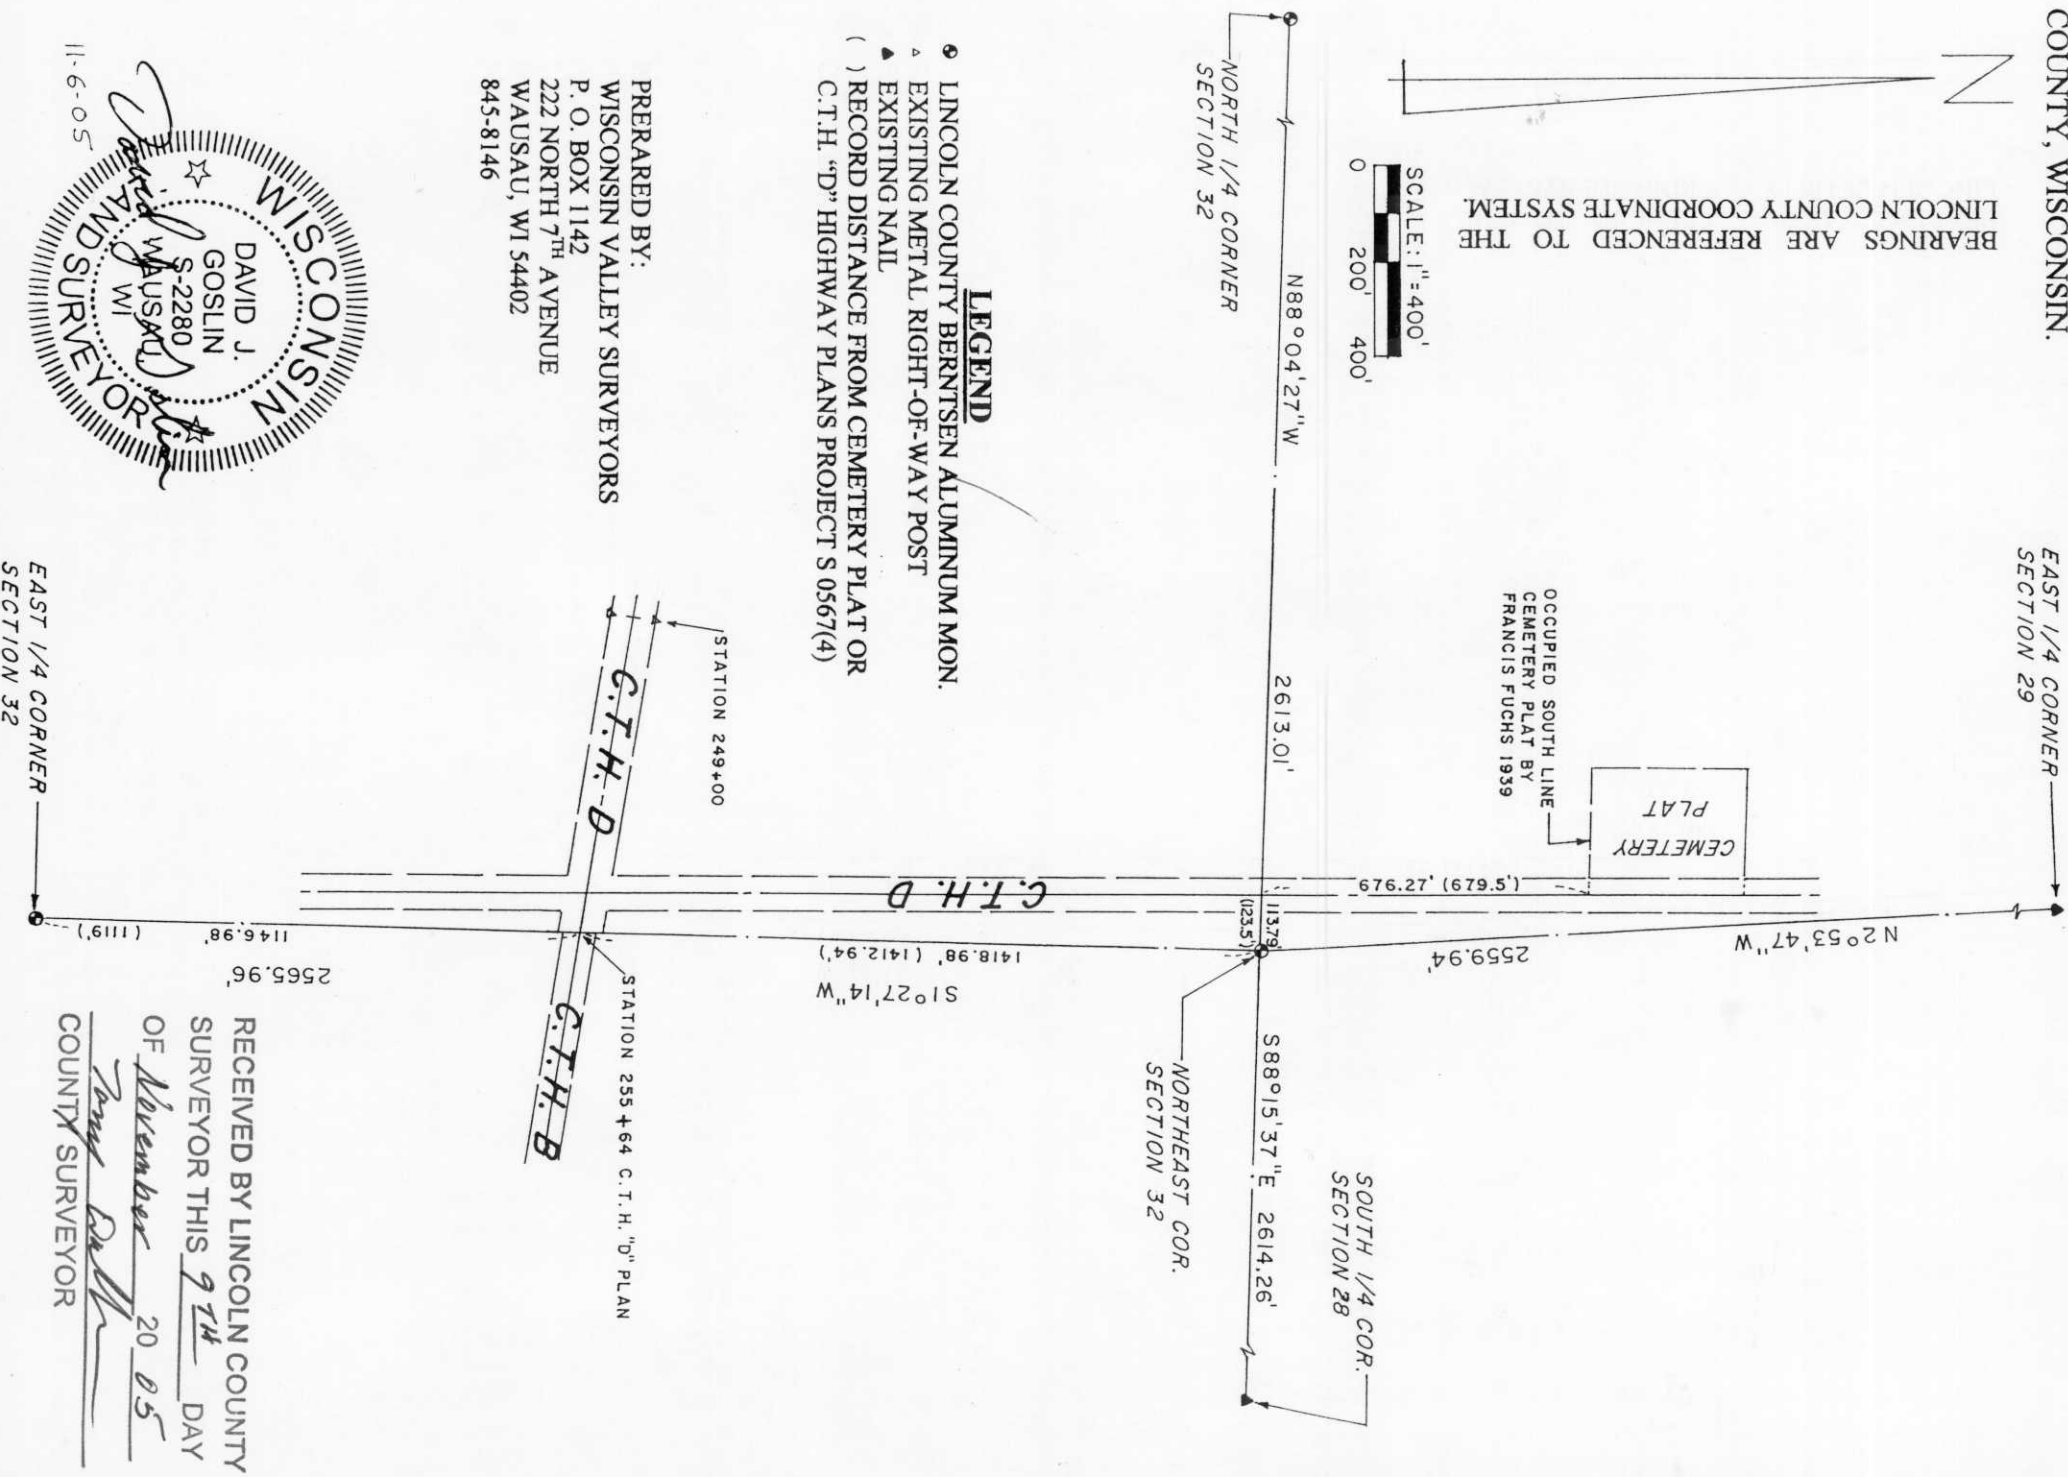 COUNTY, WISCONSIN.
BEARINGS ARE REFERENCED TO THE
LINCOLN COUNTY COORDINATE SYSTEM.
N
SCALE: 1"=400'
0 200' 400'
EAST 1/4 CORNER
SECTION 29
OCCUPIED SOUTH LINE
CEMETERY PLAT BY
FRANCIS FUCHS 1939
CEMETERY
PLAT
N2°53'47"W
2559.94'
979.27' (979.5')
NORTH 1/4 CORNER
SECTION 32
N88°04'27"W
2613.01'
113.79'
(123.5')
S88°15'37"E 2614.26'
SOUTH 1/4 COR.
SECTION 28
NORTHEAST COR.
SECTION 32
C.T.H. D
1418.98' (1412.94')
S1°27'14"W
LEGEND
LINCOLN COUNTY BERNTSEN ALUMINUM MON.
EXISTING METAL RIGHT-OF-WAY POST
EXISTING NAIL
( ) RECORD DISTANCE FROM CEMETERY PLAT OR
C.T.H. "D" HIGHWAY PLANS PROJECT S 0567(4)
STATION 249+00
C.T.H. D
STATION 255+64 C.T.H. "D" PLAN
C.T.H. B
PRERARED BY:
WISCONSIN VALLEY SURVEYORS
P. O. BOX 1142
222 NORTH 7TH AVENUE
WAUSAU, WI 54402
845-8146
1146.98' (1119')
2565.96'
WISCONSIN
DAVID J.
GOSLIN
S-2280
WAUSAU,
WI
LAND SURVEYOR
David J Goslin
11-6-05
EAST 1/4 CORNER
SECTION 32
RECEIVED BY LINCOLN COUNTY
SURVEYOR THIS 9TH DAY
OF November 2005
COUNTY SURVEYOR